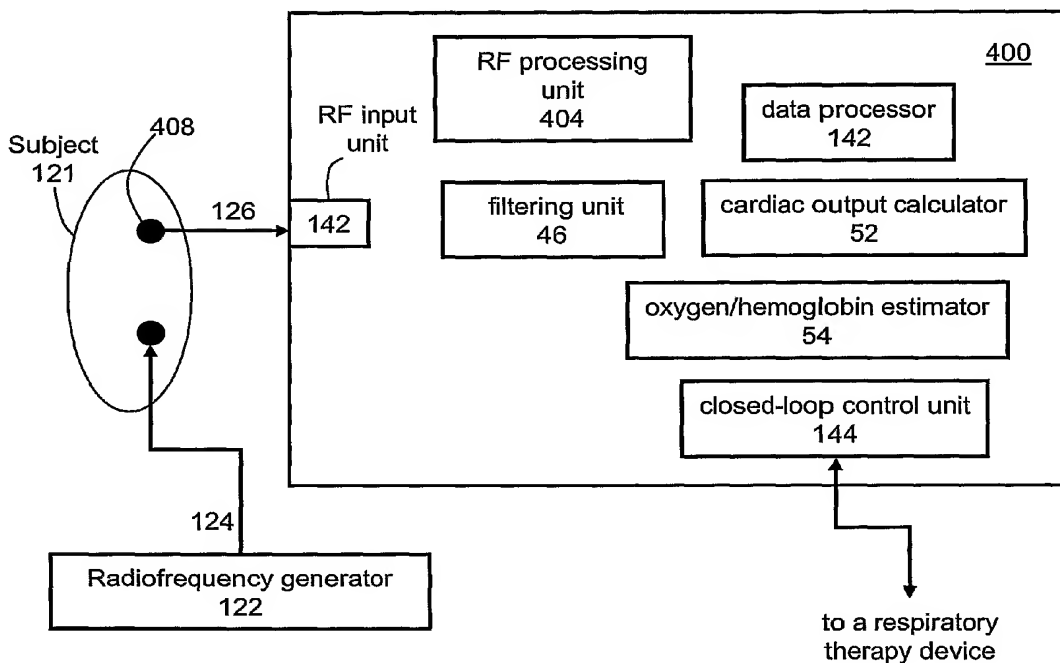 400
RF processing
unit
404
data processor
142
408
RF input
unit
Subject
121
126
142
filtering unit
46
cardiac output calculator
52
oxygen/hemoglobin estimator
54
closed-loop control unit
144
124
Radiofrequency generator
122
to a respiratory
therapy device